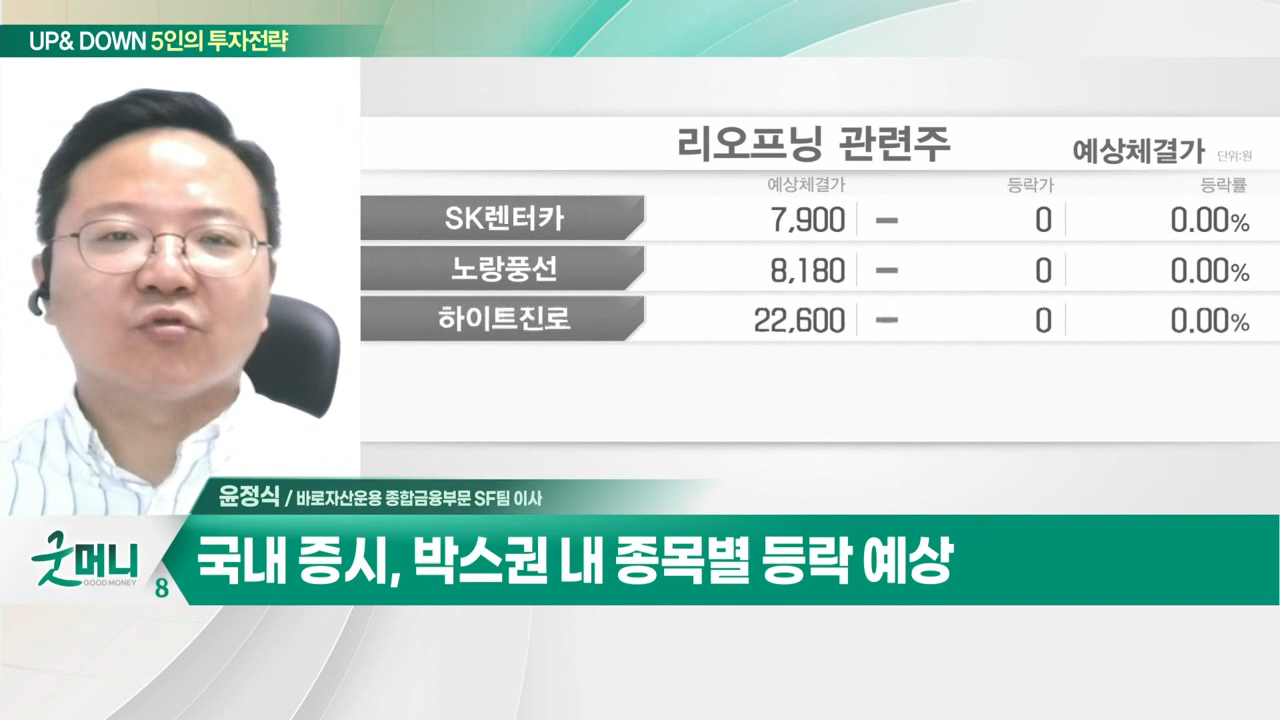 UP& DOWN 5인의 투자전략
리오프닝 관련주 예상체결가 단위:원
예상체결가 등락가 등락률
SK렌터카 7,900 0 0.00%
노랑풍선 8,180 0 0.00%
하이트진로 22,600 0 0.00%
윤정식 / 바로자산운용 종합금융부문 SF팀 이사
굿머니
GOOD MONEY
8
국내 증시, 박스권 내 종목별 등락 예상